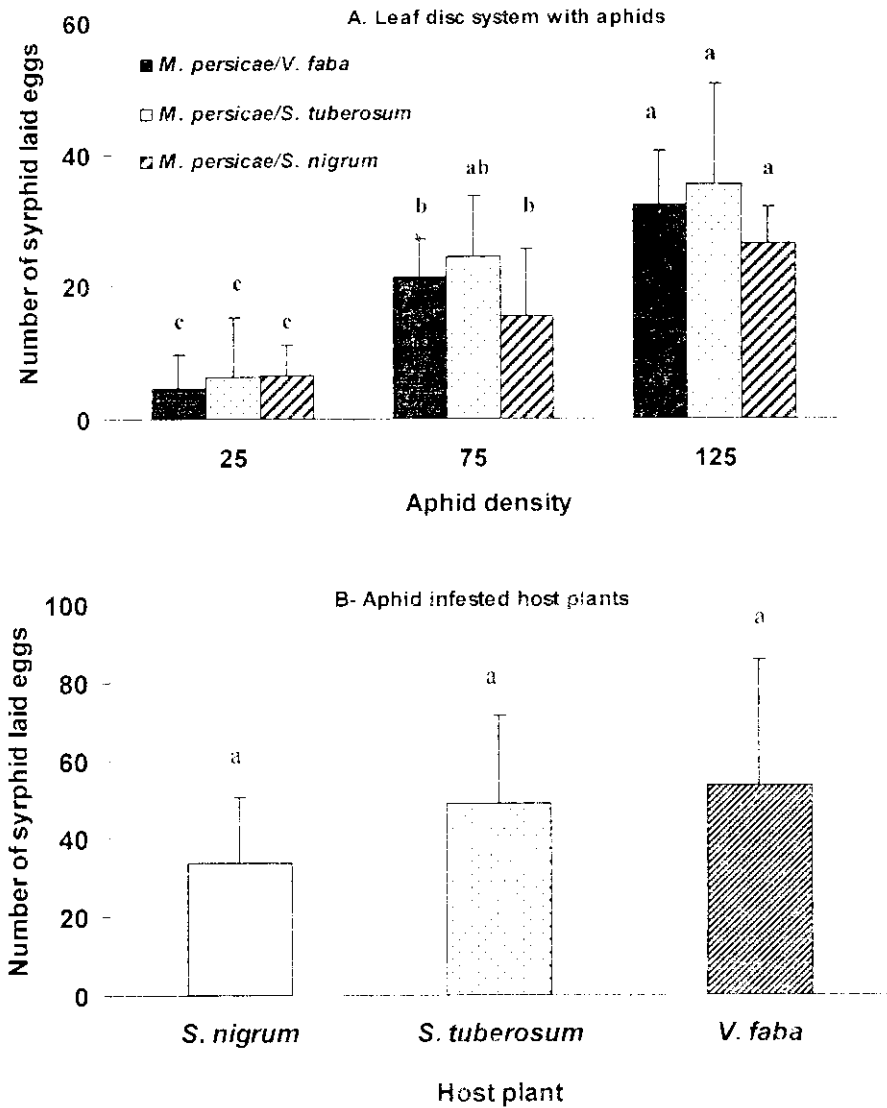 A. Leaf disc system with aphids
60
40
20
0
Number of syrphid laid eggs
M. persicae/V. faba
M. persicae/S. tuberosum
M. persicae/S. nigrum
c c c
b ab b
a a a
25 75 125
Aphid density
B- Aphid infested host plants
100
80
60
40
20
0
Number of syrphid laid eggs
a a a
S. nigrum S. tuberosum V. faba
Host plant